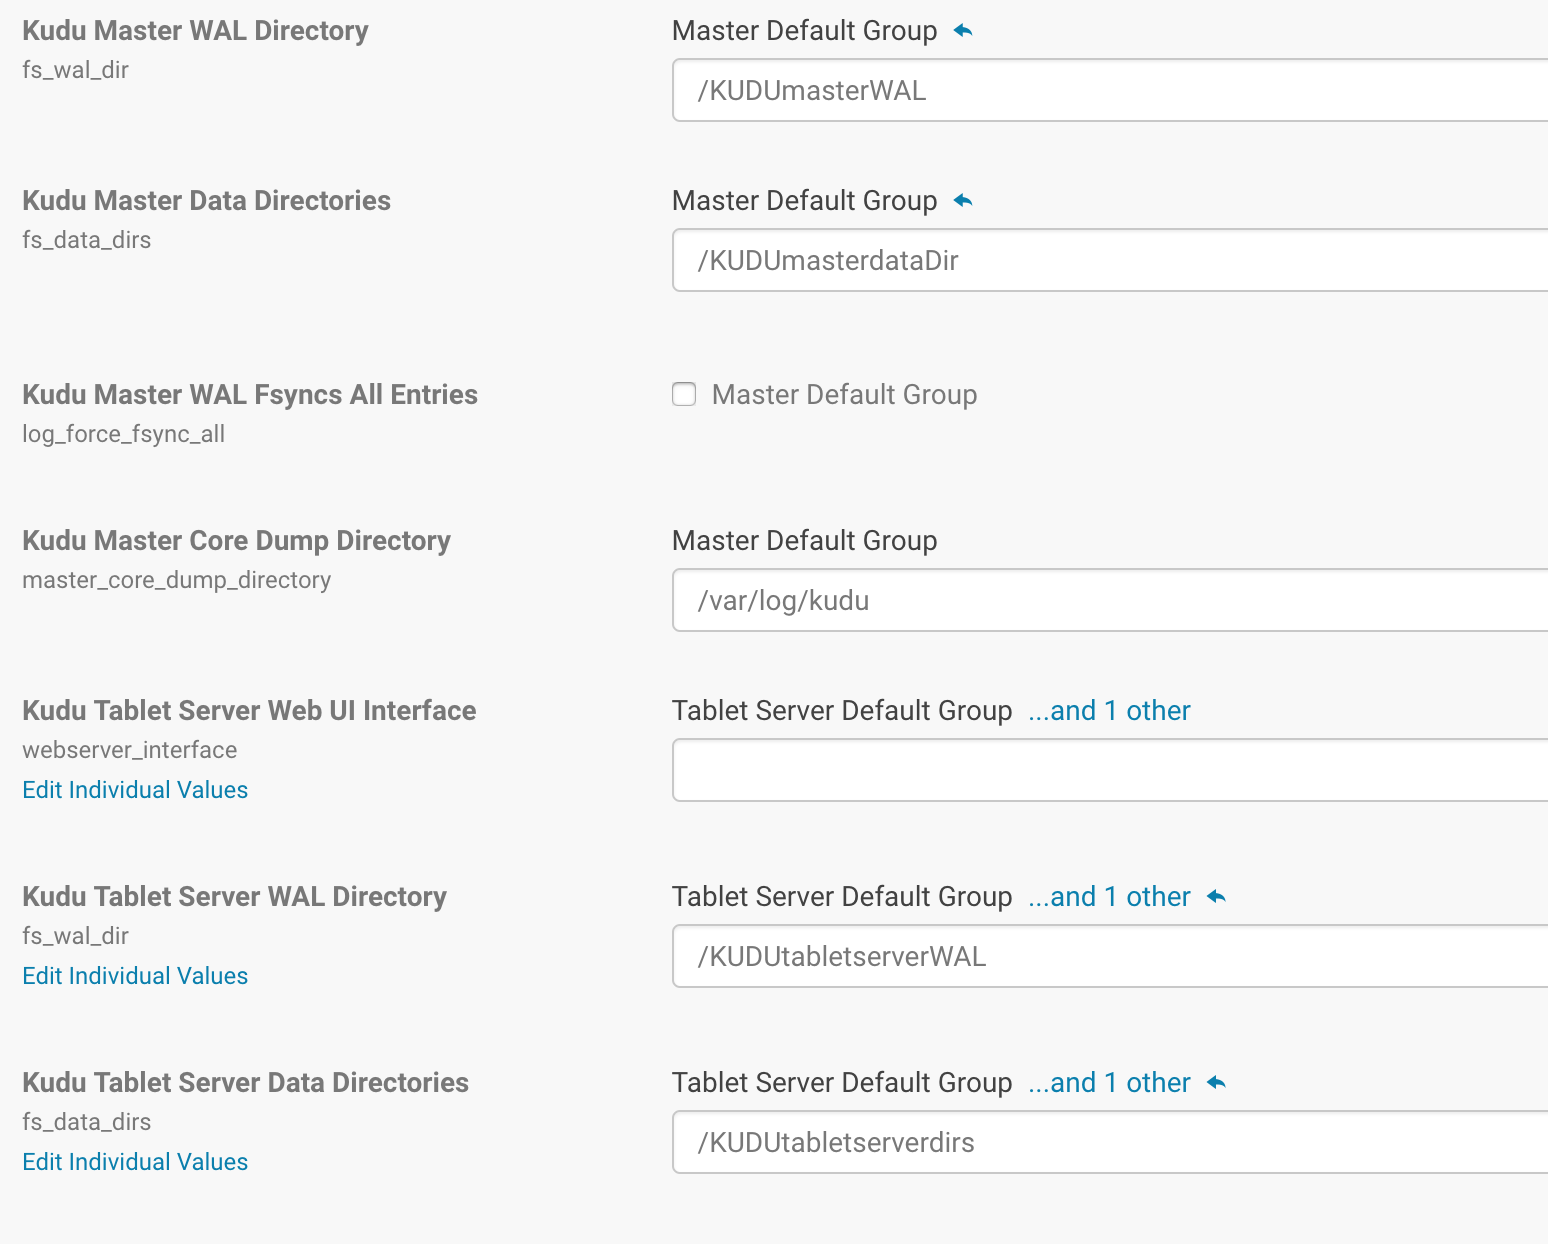 Kudu Master WAL Directory
Master Default Group
fs_wal_dir
/KUDUmasterWAL
Kudu Master Data Directories
Master Default Group
fs_data_dirs
/KUDUmasterdataDir
Kudu Master WAL Fsyncs All Entries
Master Default Group
log_force_fsync_all
Kudu Master Core Dump Directory
Master Default Group
master_core_dump_directory
/var/log/kudu
Kudu Tablet Server Web UI Interface
Tablet Server Default Group ...and 1 other
webserver_interface
Edit Individual Values
Kudu Tablet Server WAL Directory
Tablet Server Default Group ...and 1 other
fs_wal_dir
/KUDUtabletserverWAL
Edit Individual Values
Kudu Tablet Server Data Directories
Tablet Server Default Group ...and 1 other
fs_data_dirs
/KUDUtabletserverdirs
Edit Individual Values